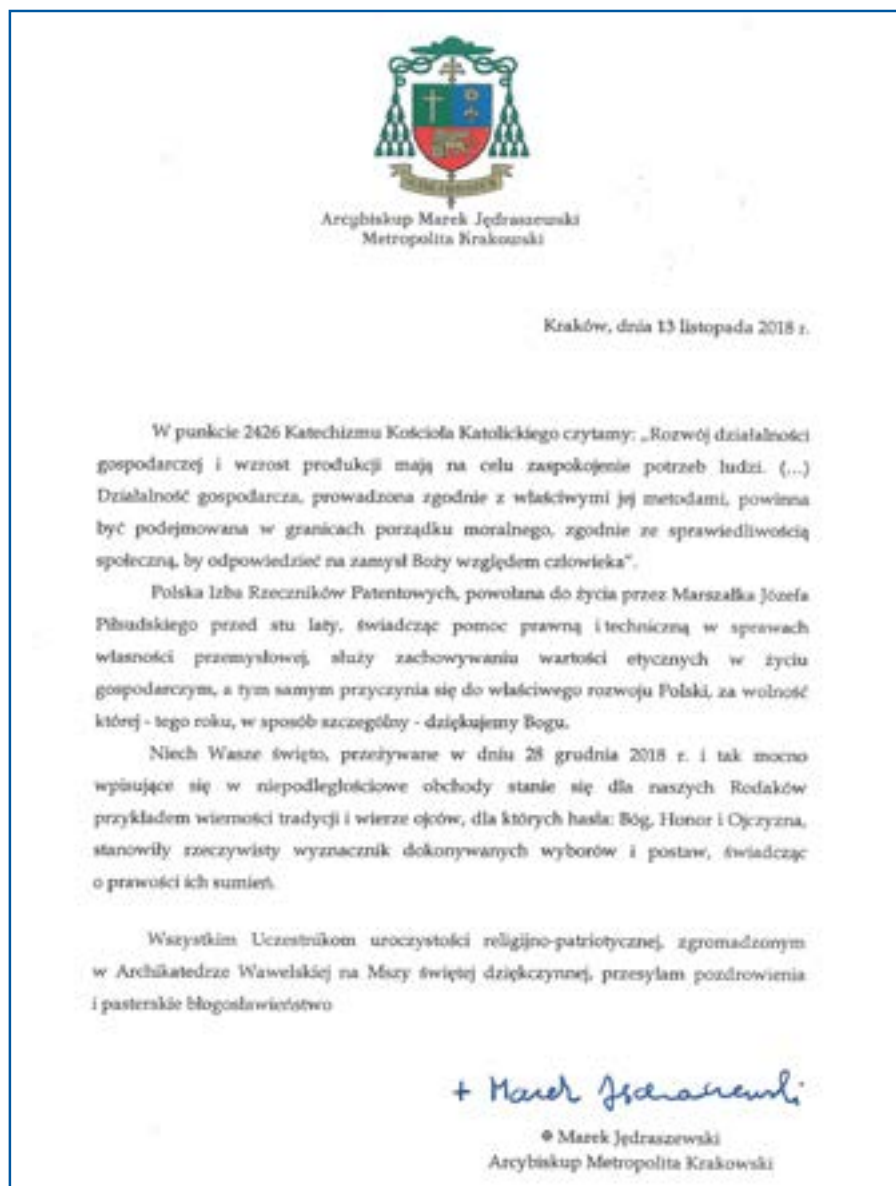 Arcybiskup Marek Jędraszewski
Metropolita Krakowski
Kraków, dnia 13 listopada 2018 r.
W punkcie 2426 Katechizmu Kościoła Katolickiego czytamy: „Rozwój działalności
gospodarczej i wzrost produkcji mają na celu zaspokojenie potrzeb ludzi. (...)
Działalność gospodarcza, prowadzona zgodnie z właściwymi jej metodami, powinna
być podejmowana w granicach porządku moralnego, zgodnie ze sprawiedliwością
społeczną, by odpowiedzieć na zamysł Boży względem człowieka”.
Polska Izba Rzeczników Patentowych, powołana do życia przez Marszałka Józefa
Piłsudskiego przed stu laty, świadcząc pomoc prawną i techniczną w sprawach
własności przemysłowej, służy zachowywaniu wartości etycznych w życiu
gospodarczym, a tym samym przyczynia się do właściwego rozwoju Polski, za wolność
której - tego roku, w sposób szczególny - dziękujemy Bogu.
Niech Wasze święto, przeżywane w dniu 28 grudnia 2018 r. i tak mocno
wpisujące się w niepodległościowe obchody stanie się dla naszych Rodaków
przykładem wierności tradycji i wierze ojców, dla których hasła: Bóg, Honor i Ojczyzna,
stanowiły rzeczywisty wyznacznik dokonywanych wyborów i postaw, świadcząc
o prawości ich sumień.
Wszystkim Uczestnikom uroczystości religijno-patriotycznej, zgromadzonym
w Archikatedrze Wawelskiej na Mszy świętej dziękczynnej, przesyłam pozdrowienia
i pasterskie błogosławieństwo
+ Marek Jędraszewski
Marek Jędraszewski
Arcybiskup Metropolita Krakowski